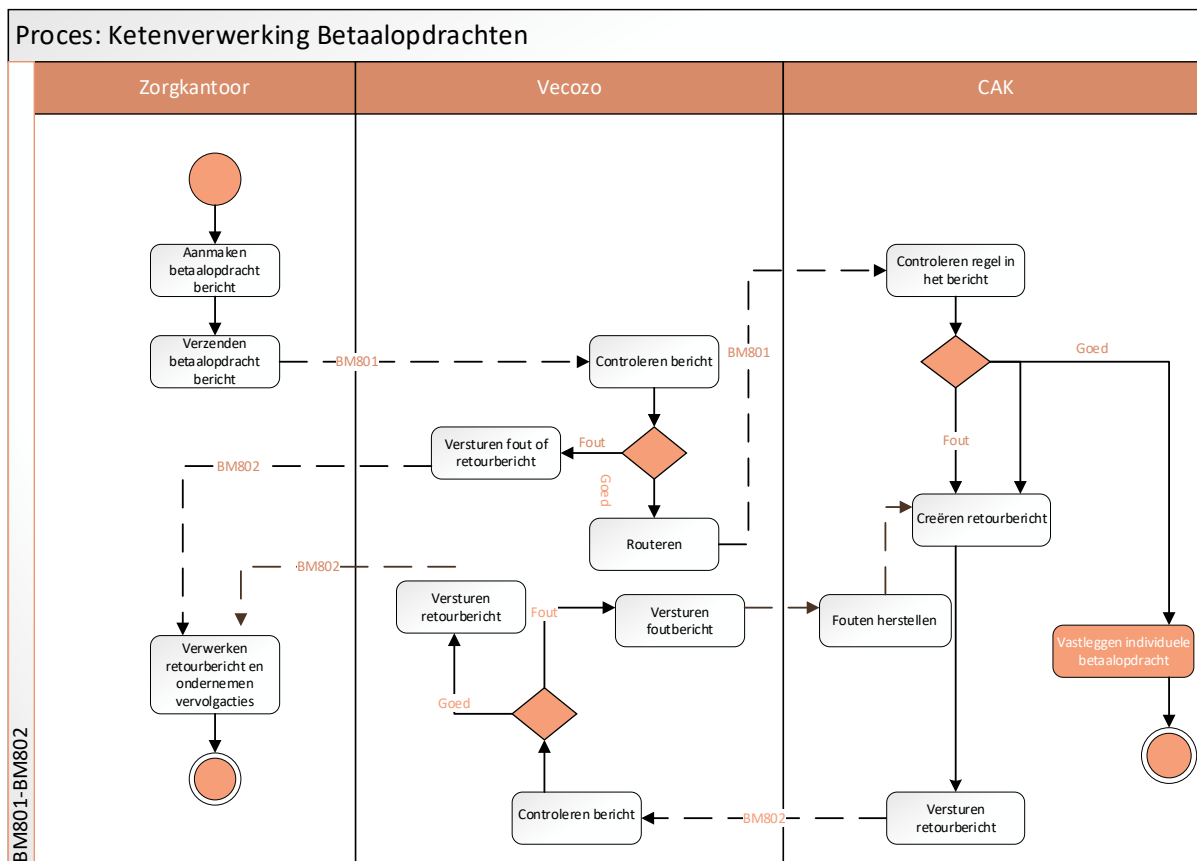 Proces: Ketenverwerking Betaalopdrachten
Zorgkantoor
Vecozo
CAK
Aanmaken
betaalopdracht
bericht
Controleren regel in
het bericht
Verzenden
betaalopdracht
bericht
BM801
Controleren bericht
BM801
Goed
Versturen fout of
retourbericht
Fout
Fout
BM802
Goed
Creëren retourbericht
Routeren
BM802
Versturen
retourbericht
Fout
Versturen
foutbericht
Fouten herstellen
Verwerken
retourbericht en
ondernemen
vervolgacties
Vastleggen individuele
betaalopdracht
Goed
Controleren bericht
BM802
Versturen
retourbericht
BM801-BM802